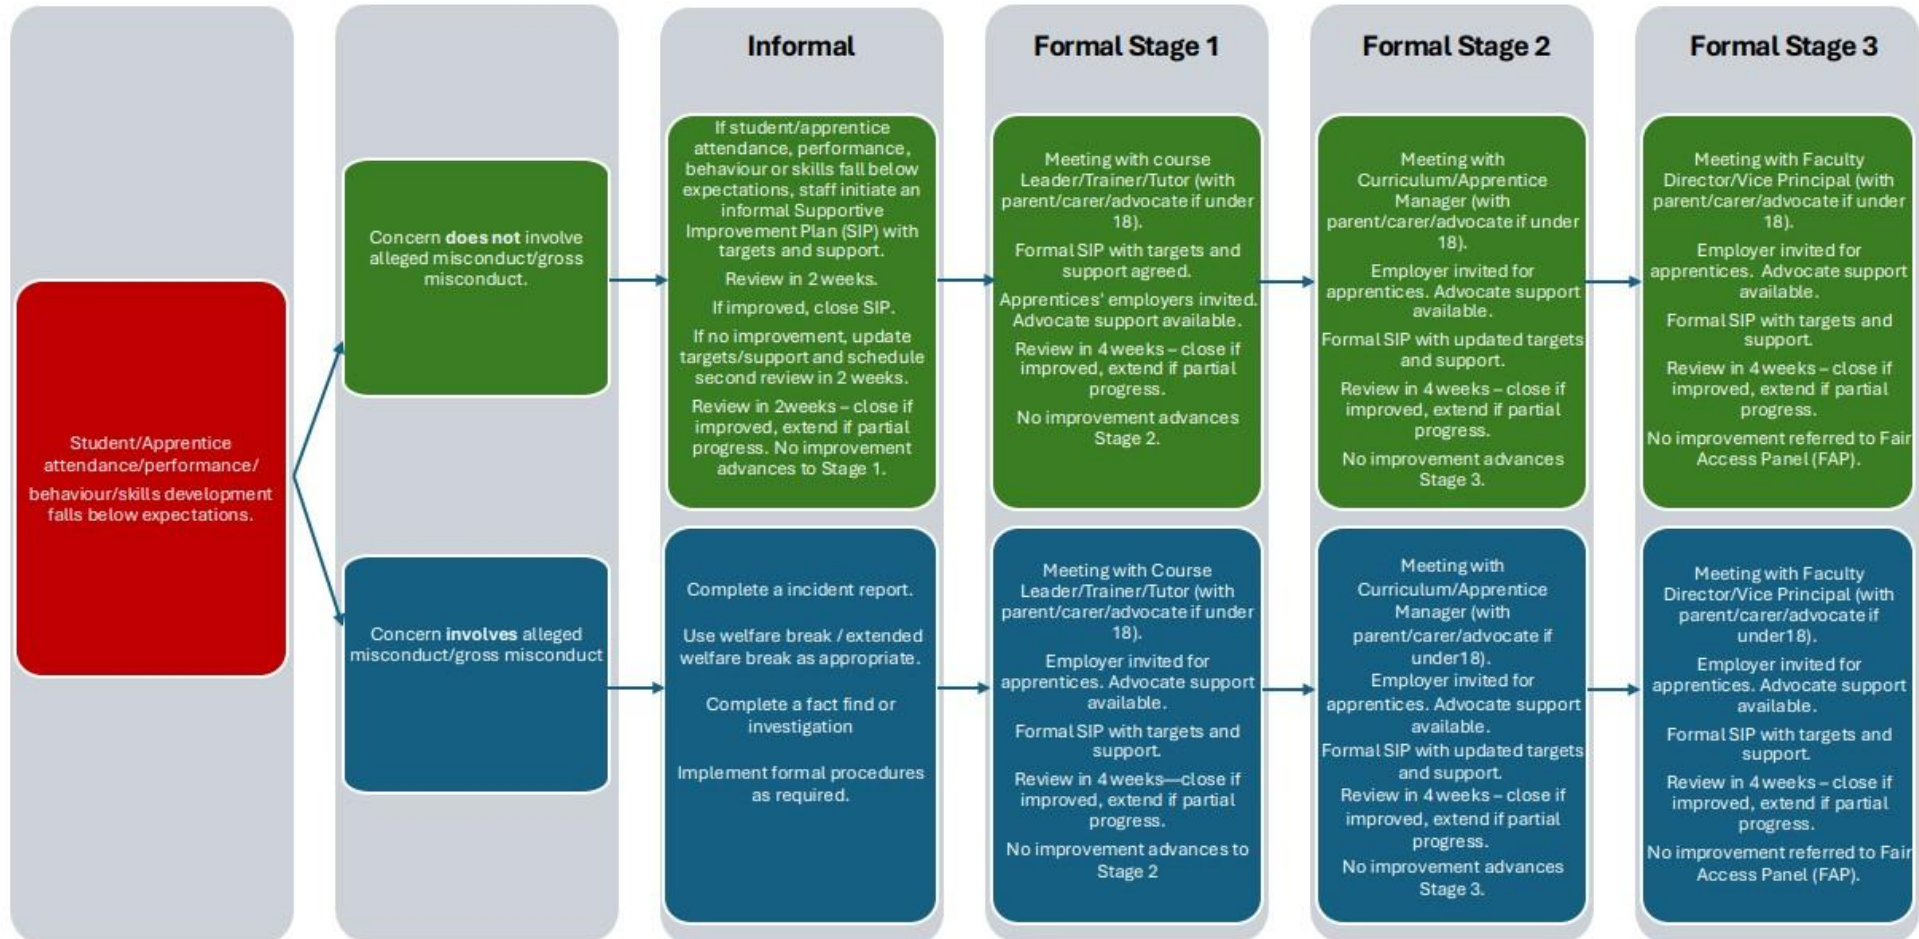 Informal
Formal Stage 1
Formal Stage 2
Formal Stage 3
Student/Apprentice
attendance/performance/
behaviour/skills development
falls below expectations.
Concern does not involve
alleged misconduct/gross
misconduct.
If student/apprentice
attendance, performance,
behaviour or skills fall below
expectations, staff initiate an
informal Supportive
Improvement Plan (SIP) with
targets and support.
Review in 2 weeks.
If improved, close SIP.
If no improvement, update
targets/support and schedule
second review in 2 weeks.
Review in 2weeks – close if
improved, extend if partial
progress. No improvement
advances to Stage 1.
Meeting with course
Leader/Trainer/Tutor (with
parent/carer/advocate if under
18).
Formal SIP with targets and
support agreed.
Apprentices' employers invited.
Advocate support available.
Review in 4 weeks – close if
improved, extend if partial
progress.
No improvement advances
Stage 2.
Meeting with
Curriculum/Apprentice
Manager (with
parent/carer/advocate if under
18).
Employer invited for
apprentices. Advocate support
available.
Formal SIP with updated targets
and support.
Review in 4 weeks – close if
improved, extend if partial
progress.
No improvement advances
Stage 3.
Meeting with Faculty
Director/Vice Principal (with
parent/carer/advocate if under
18).
Employer invited for
apprentices. Advocate support
available.
Formal SIP with targets and
support.
Review in 4 weeks – close if
improved, extend if partial
progress.
No improvement referred to Fair
Access Panel (FAP).
Concern involves alleged
misconduct/gross misconduct
Complete a incident report.
Use welfare break / extended
welfare break as appropriate.
Complete a fact find or
investigation
Implement formal procedures
as required.
Meeting with Course
Leader/Trainer/Tutor (with
parent/carer/advocate if under
18).
Employer invited for
apprentices. Advocate support
available.
Formal SIP with targets and
support.
Review in 4 weeks—close if
improved, extend if partial
progress.
No improvement advances to
Stage 2
Meeting with
Curriculum/Apprentice
Manager (with
parent/carer/advocate if
under18).
Employer invited for
apprentices. Advocate support
available.
Formal SIP with updated targets
and support.
Review in 4 weeks – close if
improved, extend if partial
progress.
No improvement advances
Stage 3.
Meeting with Faculty
Director/Vice Principal (with
parent/carer/advocate if
under18).
Employer invited for
apprentices. Advocate support
available.
Formal SIP with targets and
support.
Review in 4 weeks – close if
improved, extend if partial
progress.
No improvement referred to Fair
Access Panel (FAP).